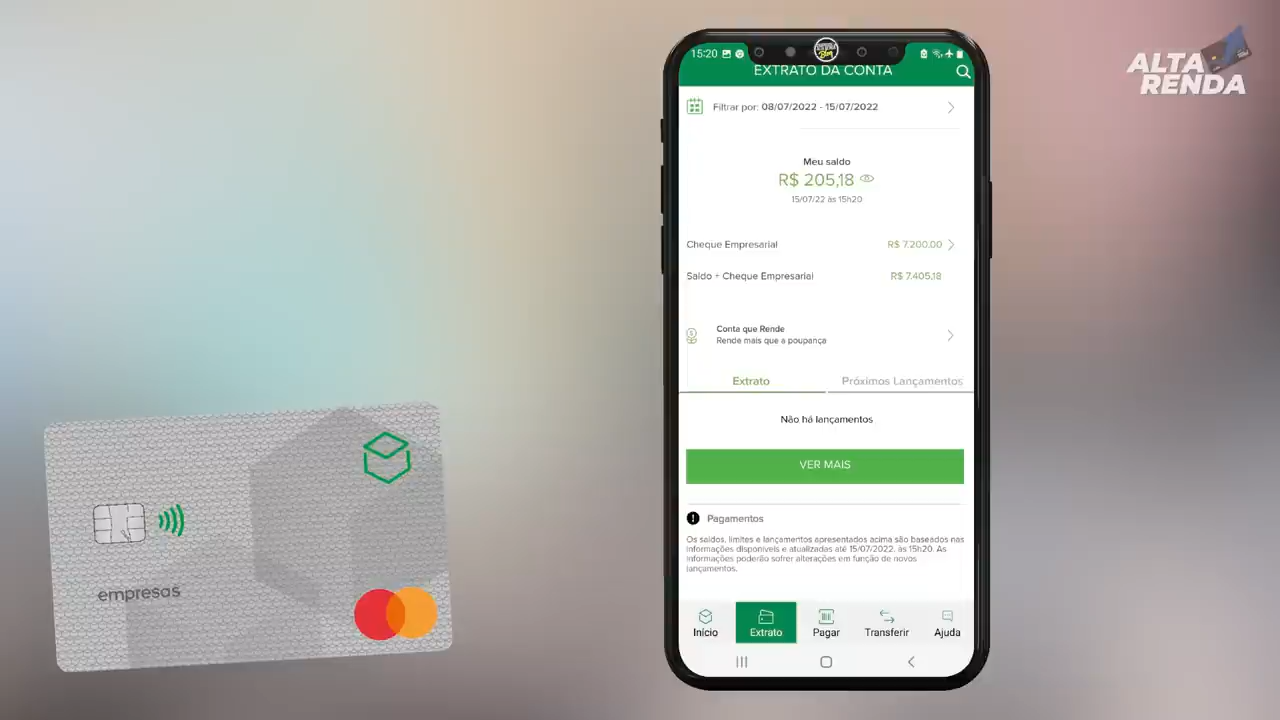 ALTA
RENDA
15:20
EXTRATO DA CONTA
Filtrar por: 08/07/2022 - 15/07/2022
Meu saldo
R$ 205,18
15/07/22 às 15h20
Cheque Empresarial R$ 7.200,00
Saldo + Cheque Empresarial R$ 7.405,18
Conta que Rende
Rende mais que a poupança
Extrato Próximos Lançamentos
Não há lançamentos
VER MAIS
Pagamentos
Os saldos, limites e lançamentos apresentados acima são baseados nas
informações disponíveis e atualizadas até 15/07/2022, às 15h20. As
informações poderão sofrer alterações em função de novos
lançamentos.
Início Extrato Pagar Transferir Ajuda
empresas